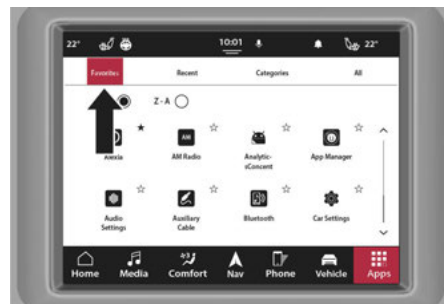 22° 10:01 22°
Favorites Recent Categories All
Z - A
Alexia AM Radio Analytic-
sConcent App Manager
AM
Audio
Settings Auxiliary
Cable Bluetooth Car Settings
Home Media Comfort Nav Phone Vehicle Apps